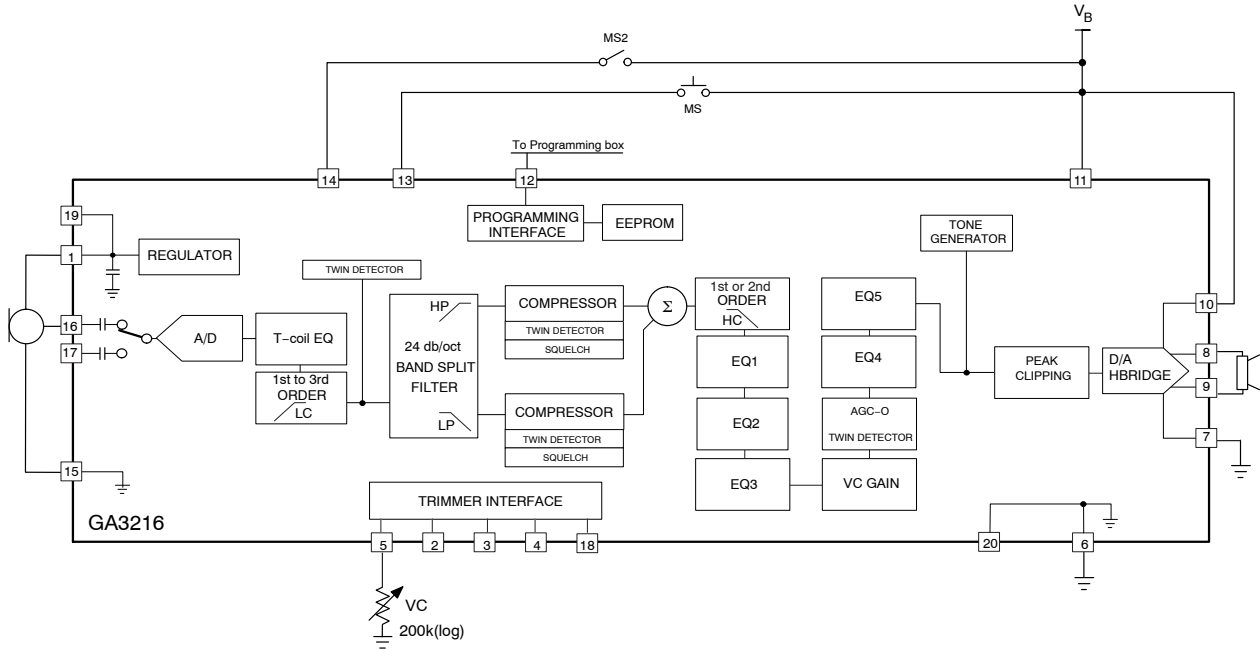 VB
MS2
MS
To Programming box
14
13
12
11
19
1
REGULATOR
PROGRAMMING
INTERFACE
EEPROM
TONE
GENERATOR
TWIN DETECTOR
16
17
A/D
T-coil EQ
1st to 3rd
ORDER
LC
HP
24 db/oct
BAND SPLIT
FILTER
LP
COMPRESSOR
TWIN DETECTOR
SQUELCH
COMPRESSOR
TWIN DETECTOR
SQUELCH
Σ
1st or 2nd
ORDER
HC
EQ1
EQ2
EQ3
EQ5
EQ4
AGC-O
TWIN DETECTOR
VC GAIN
PEAK
CLIPPING
D/A
HBRIDGE
10
8
9
7
15
GA3216
TRIMMER INTERFACE
5
2
3
4
18
20
6
VC
200k(log)